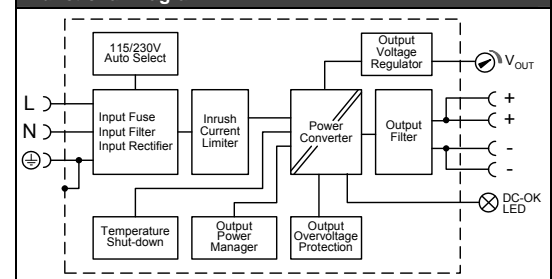 115/230V
Auto Select
Output
Voltage
Regulator
VOUT
L
N
Input Fuse
Input Filter
Input Rectifier
Inrush
Current
Limiter
Power
Converter
Output
Filter
+
+
-
-
DC-OK
LED
Temperature
Shut-down
Output
Power
Manager
Output
Overvoltage
Protection